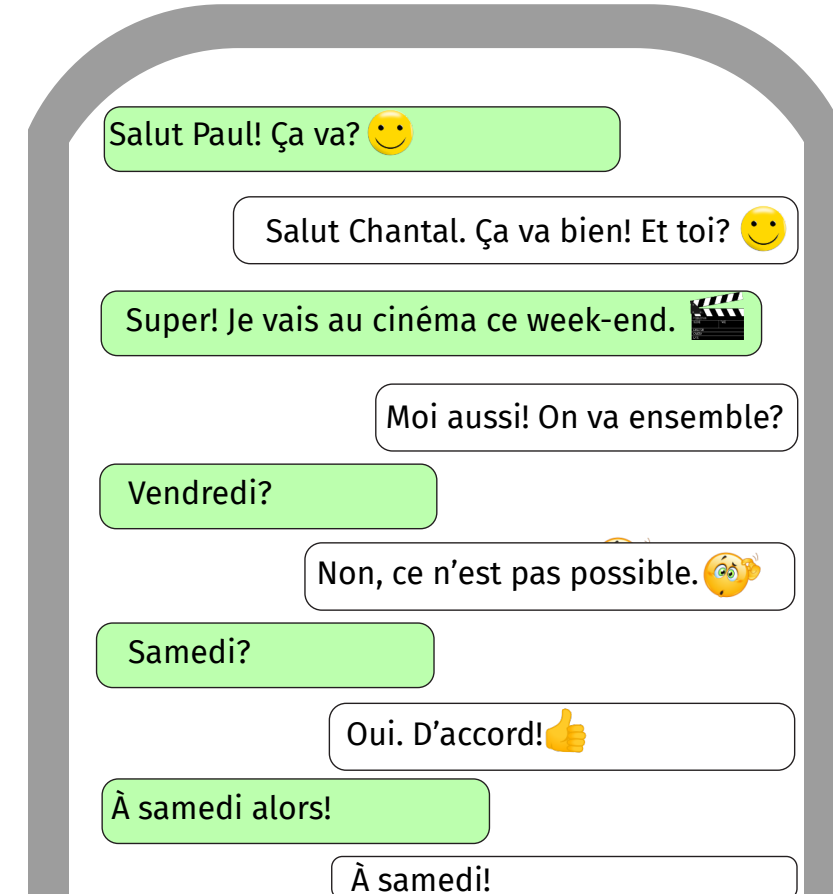 Salut Paul! Ça va?
Salut Chantal. Ça va bien! Et toi?
Super! Je vais au cinéma ce week-end.
Moi aussi! On va ensemble?
Vendredi?
Non, ce n’est pas possible.
Samedi?
Oui. D’accord!
À samedi alors!
À samedi!